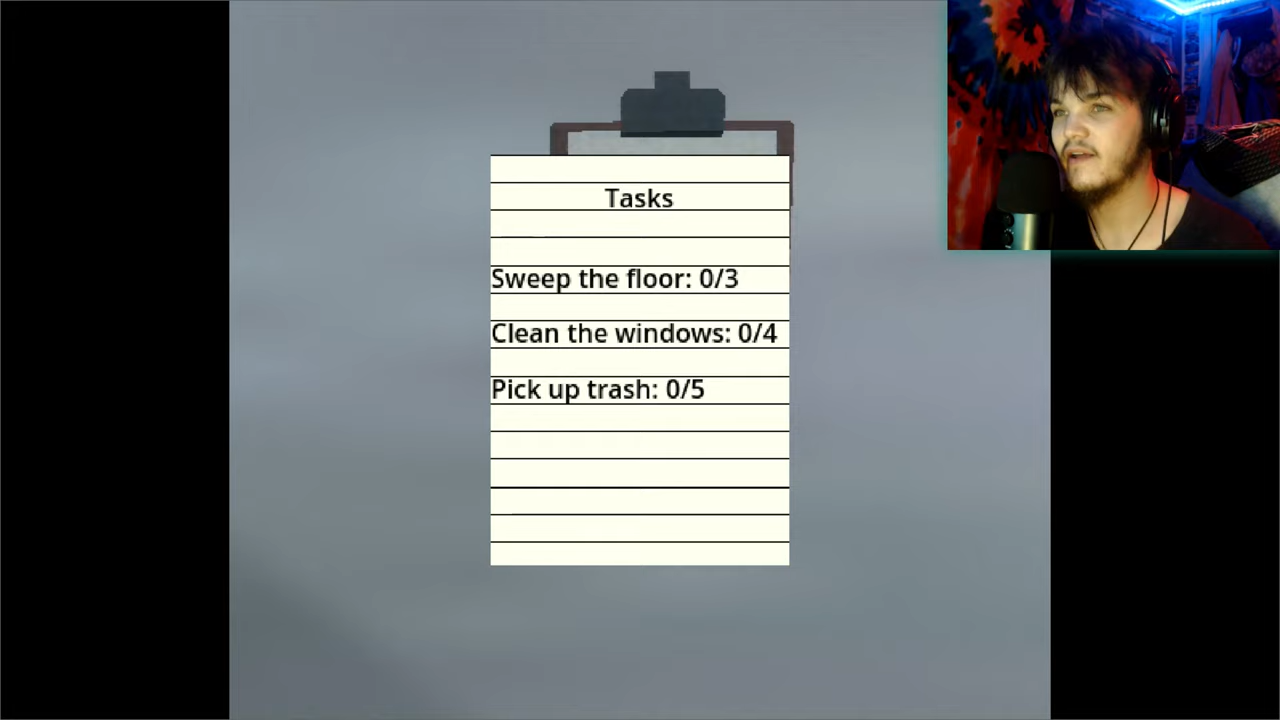 Tasks
Sweep the floor: 0/3
Clean the windows: 0/4
Pick up trash: 0/5